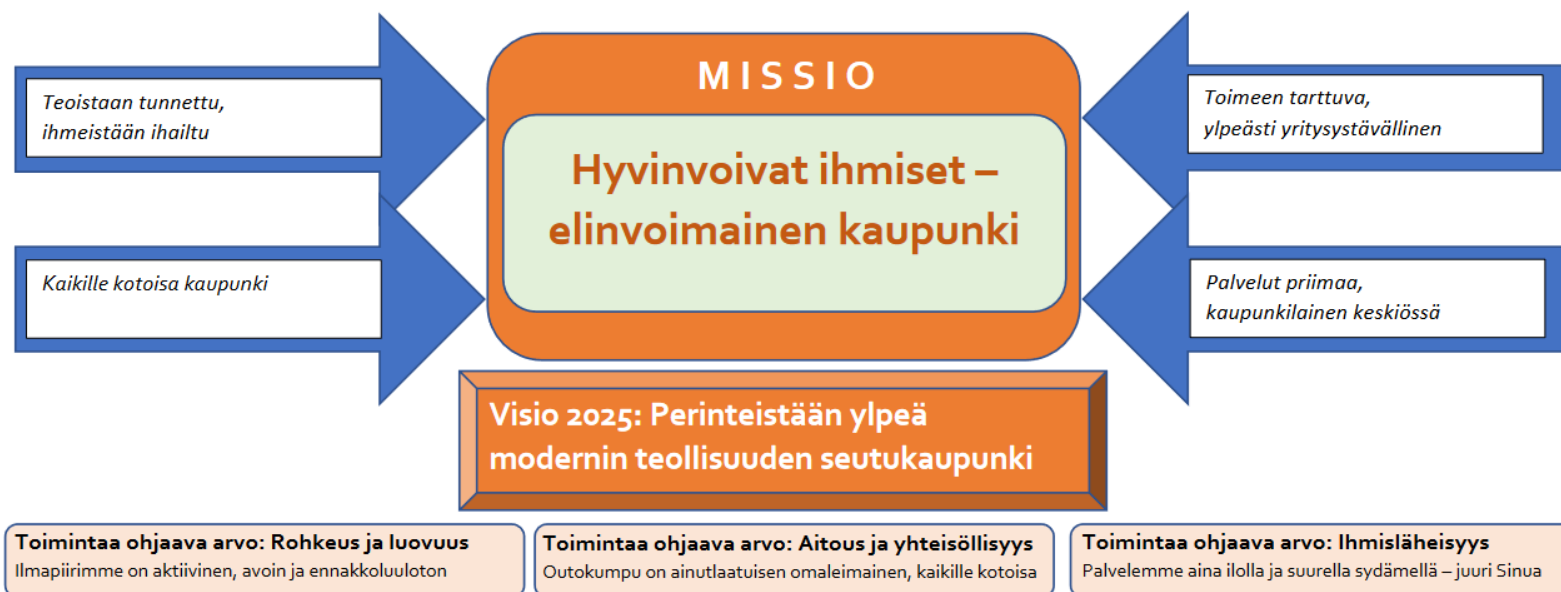 Teoistaan tunnettu,
ihmeistään ihailtu
Kaikille kotoisa kaupunki
MISSIO
Hyvinvoivat ihmiset –
elinvoimainen kaupunki
Toimeen tarttuva,
ylpeästi yritysystävällinen
Palvelut priimaa,
kaupunkilainen keskiössä
Visio 2025: Perinteistään ylpeä
modernin teollisuuden seutukaupunki
Toimintaa ohjaava arvo: Rohkeus ja luovuus
Ilmapiirimme on aktiivinen, avoin ja ennakkoluuloton
Toimintaa ohjaava arvo: Aitous ja yhteisöllisyys
Outokumpu on ainutlaatuisen omaleimainen, kaikille kotoisa
Toimintaa ohjaava arvo: Ihmisläheisyys
Palvelemme aina ilolla ja suurella sydämellä – juuri Sinua